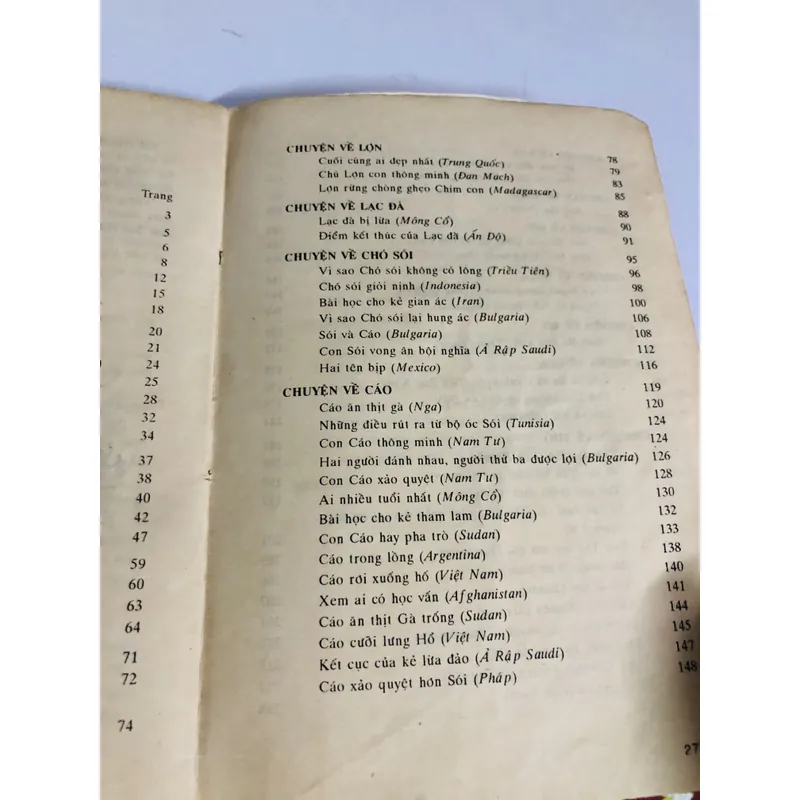 Trang
3
5
6
8
12
15
18
20
21
24
25
28
32
34
37
38
40
42
47
59
60
63
64
71
72
74
CHUYỆN VỀ LỢN 78
Cuối cùng ai đẹp nhất (Trung Quốc) 79
Chú Lợn con thông minh (Đan Mạch) 83
Lợn rừng chòng ghẹo Chim con (Madagascar) 85
CHUYỆN VỀ LẠC ĐÀ 88
Lạc đà bị lừa (Mông Cổ) 90
Điểm kết thúc của Lạc đà (Ấn Độ) 91
CHUYỆN VỀ CHÓ SÓI 95
Vì sao Chó sói không có lông (Triều Tiên) 96
Chó sói giỏi nịnh (Indonesia) 98
Bài học cho kẻ gian ác (Iran) 100
Vì sao Chó sói lại hung ác (Bulgaria) 106
Sói và Cáo (Bulgaria) 108
Con Sói vong ân bội nghĩa (Ả Rập Saudi) 112
Hai tên bịp (Mexico) 116
CHUYỆN VỀ CÁO 119
Cáo ăn thịt gà (Nga) 120
Những điều rút ra từ bộ óc Sói (Tunisia) 124
Con Cáo thông minh (Nam Tư) 124
Hai người đánh nhau, người thứ ba được lợi (Bulgaria) 126
Con Cáo xảo quyệt (Nam Tư) 128
Ai nhiều tuổi nhất (Mông Cổ) 130
Bài học cho kẻ tham lam (Bulgaria) 132
Con Cáo hay pha trò (Sudan) 133
Cáo trong lồng (Argentina) 138
Cáo rơi xuống hố (Việt Nam) 140
Xem ai có học vấn (Afghanistan) 141
Cáo ăn thịt Gà trống (Sudan) 144
Cáo cưỡi lưng Hổ (Việt Nam) 145
Kết cục của kẻ lừa đảo (Ả Rập Saudi) 147
Cáo xảo quyệt hơn Sói (Pháp) 148
27